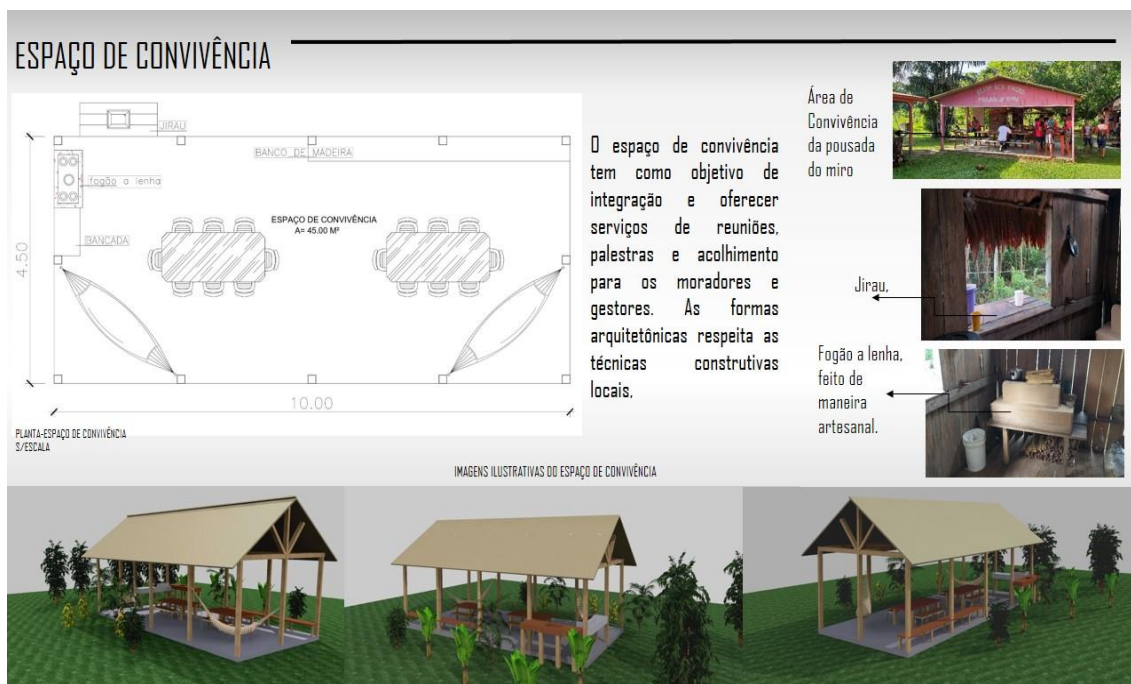 ESPAÇO DE CONVIVÊNCIA
JIRAU
BANCO DE MADEIRA
fogão a lenha
ESPAÇO DE CONVIVÊNCIA
A= 45.00 M²
BANCADA
4.50
10.00
PLANTA-ESPAÇO DE CONVIVÊNCIA
S/ESCALA
O espaço de convivência
tem como objetivo de
integração e oferecer
serviços de reuniões,
palestras e acolhimento
para os moradores e
gestores. As formas
arquitetônicas respeita as
técnicas construtivas
locais,
Área de
Convivência
da pousada
do miro
Jirau,
Fogão a lenha,
feito de
maneira
artesanal.
IMAGENS ILUSTRATIVAS DO ESPAÇO DE CONVIVÊNCIA